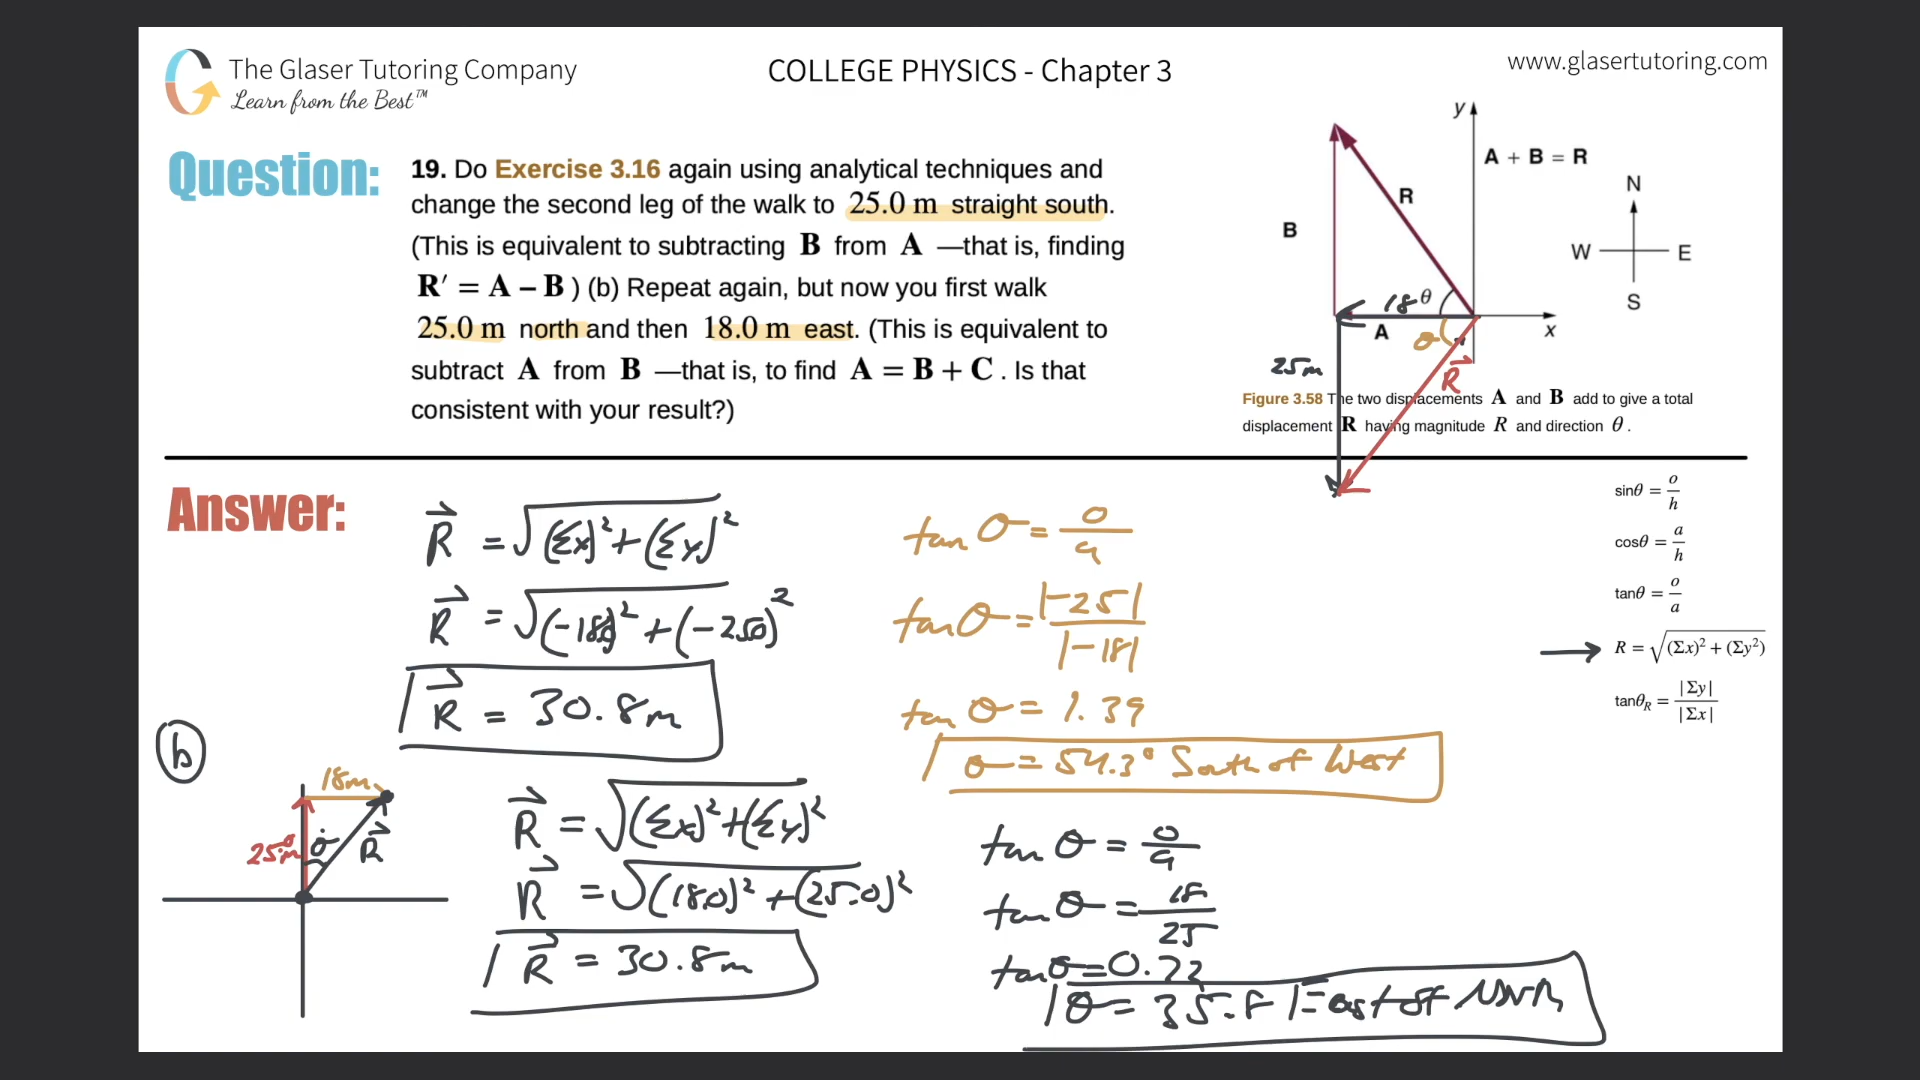 The Glaser Tutoring Company
Learn from the Best™
COLLEGE PHYSICS - Chapter 3
www.glasertutoring.com
Question:
19. Do Exercise 3.16 again using analytical techniques and
change the second leg of the walk to 25.0 m straight south.
(This is equivalent to subtracting B from A —that is, finding
R′ = A – B ) (b) Repeat again, but now you first walk
25.0 m north and then 18.0 m east. (This is equivalent to
subtract A from B —that is, to find A = B + C . Is that
consistent with your result?)
y
A + B = R
R
B
N
W E
S
18 θ
A
θ
x
25m
R
Figure 3.58 The two displacements A and B add to give a total
displacement R having magnitude R and direction θ .
Answer:
R = √(Σx)² + (Σy)²
R = √(-18.0)² + (-25.0)²
R = 30.8m
tan θ = o/a
tan θ = |-25|/|-18|
tan θ = 1.39
θ = 54.3° South of West
sinθ = o/h
cosθ = a/h
tanθ = o/a
R = √(Σx)² + (Σy²)
tanθR = |Σy|/|Σx|
b
18m
25.0m
θ
R
R = √(Σx)² + (Σy)²
R = √(18.0)² + (25.0)²
R = 30.8m
tan θ = o/a
tan θ = 18/25
tan θ = 0.72
θ = 35.8 East of North